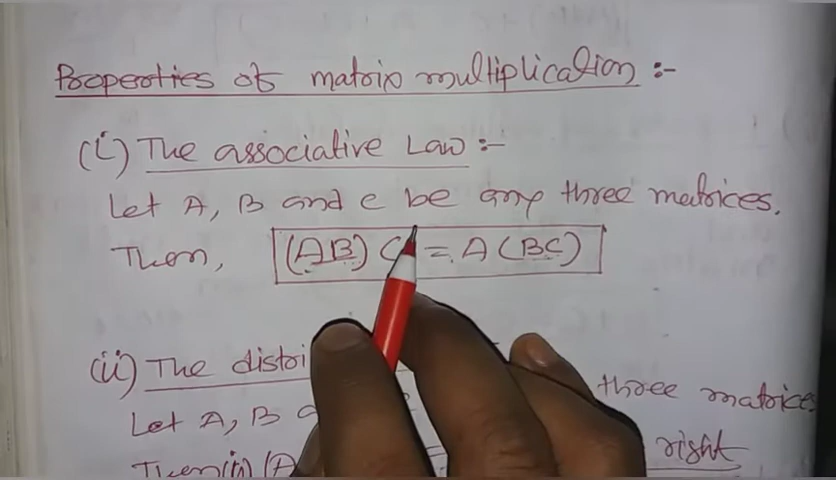 Properties of matrix multiplication :-
(i) The associative Law :-
Let A, B and C be any three matrices.
Then, (AB) C = A (BC)
(ii) The distri
Let A, B three matrices
Then (i) (A right